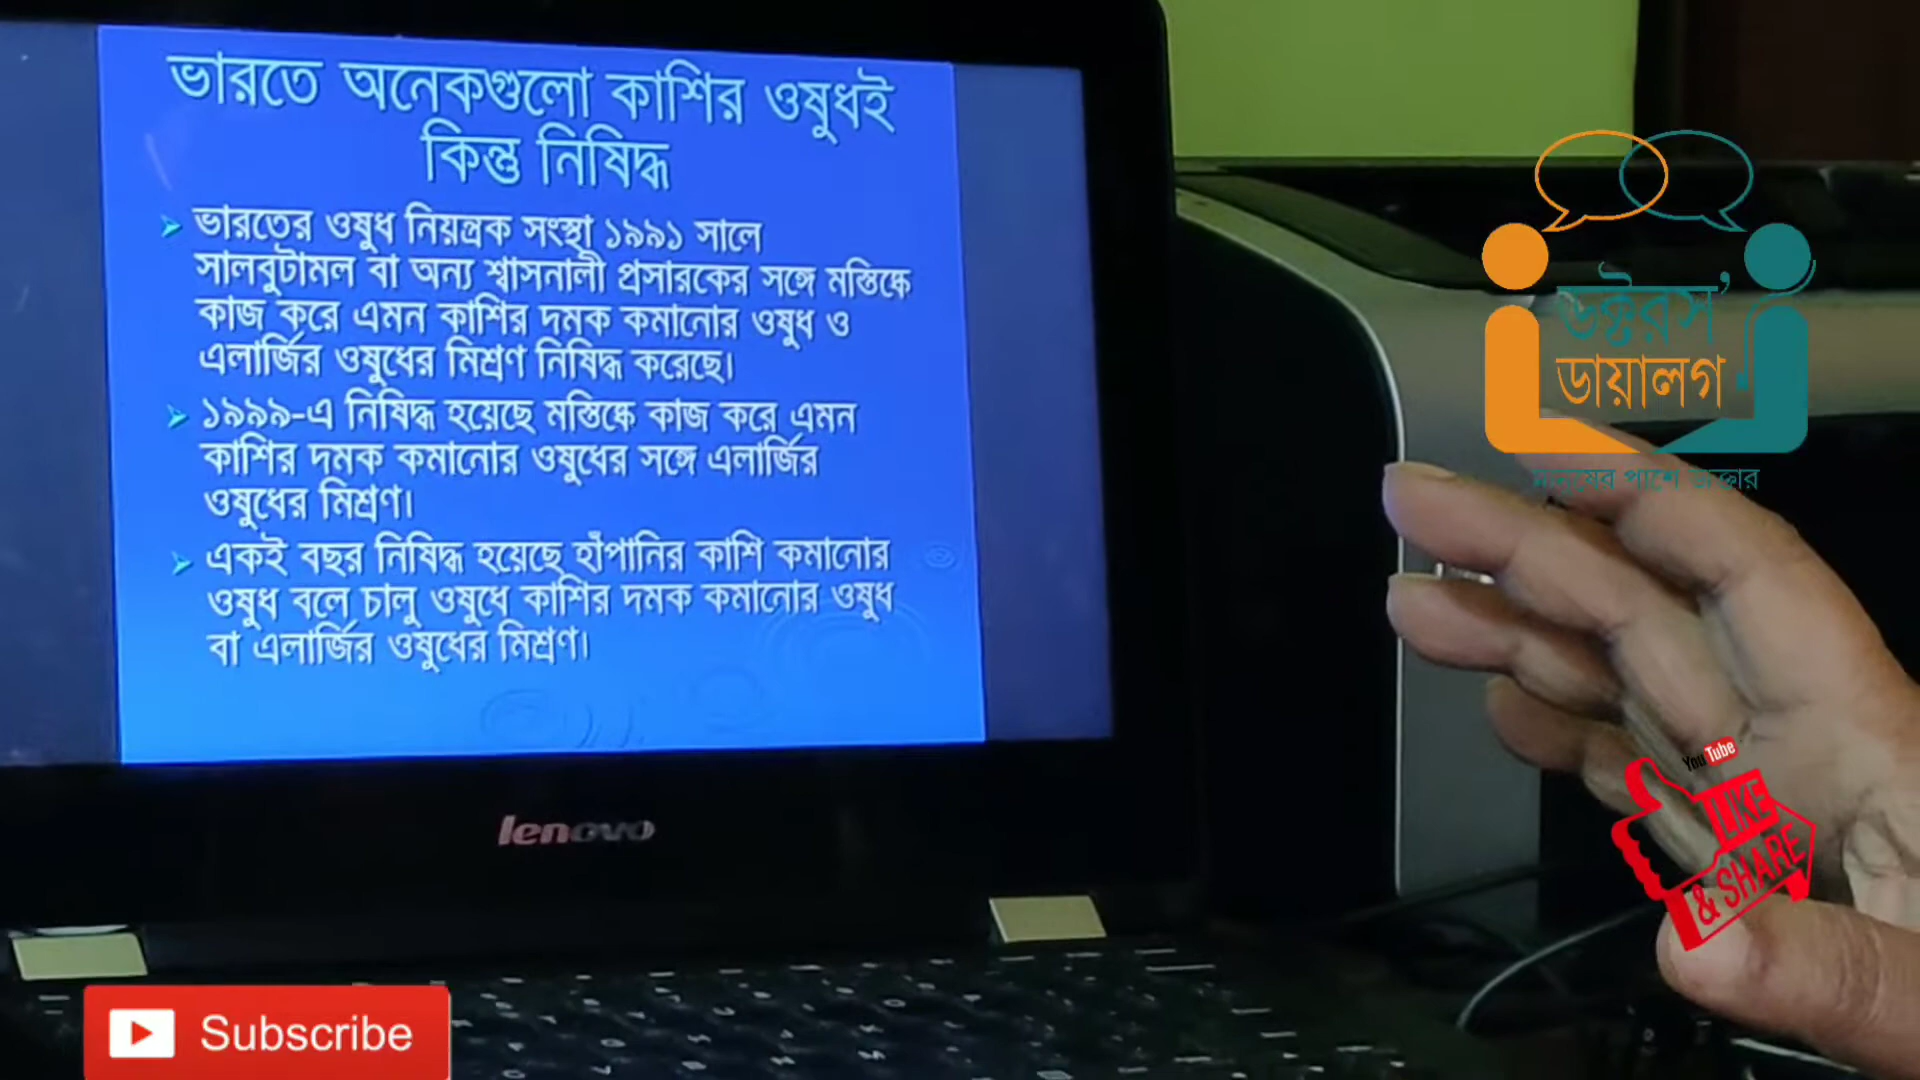 ভারতে অনেকগুলো কাশির ওষুধই
কিন্তু নিষিদ্ধ
ভারতের ওষুধ নিয়ন্ত্রক সংস্থা ১৯৯১ সালে
সালবুটামল বা অন্য শ্বাসনালী প্রসারকের সঙ্গে মস্তিষ্কে
কাজ করে এমন কাশির দমক কমানোর ওষুধ ও
এলার্জির ওষুধের মিশ্রণ নিষিদ্ধ করেছে।
১৯৯৯-এ নিষিদ্ধ হয়েছে মস্তিষ্কে কাজ করে এমন
কাশির দমক কমানোর ওষুধের সঙ্গে এলার্জির
ওষুধের মিশ্রণ।
একই বছর নিষিদ্ধ হয়েছে হাঁপানির কাশি কমানোর
ওষুধ বলে চালু ওষুধে কাশির দমক কমানোর ওষুধ
বা এলার্জির ওষুধের মিশ্রণ।
lenovo
ডক্টরস'
ডায়ালগ
মানুষের পাশে ডাক্তার
YouTube
LIKE
& SHARE
Subscribe